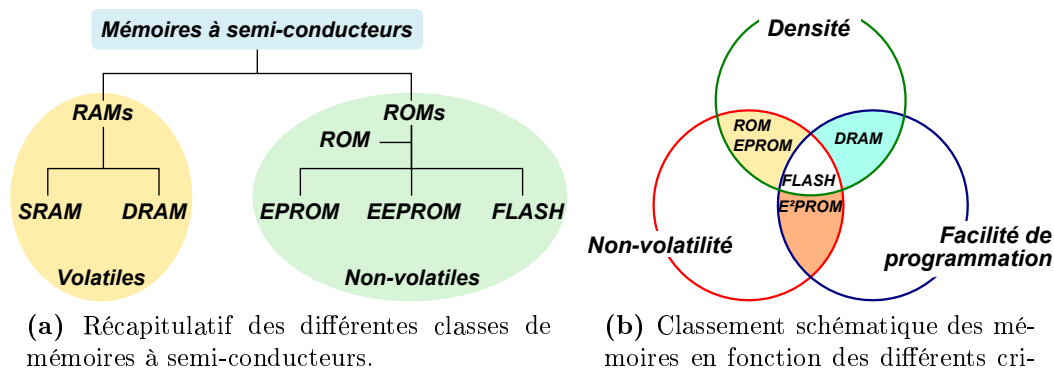 Mémoires à semi-conducteurs
RAMs
ROMs
ROM
SRAM
DRAM
EPROM
EEPROM
FLASH
Volatiles
Non-volatiles
(a) Récapitulatif des différentes classes de
mémoires à semi-conducteurs.
Densité
ROM
EPROM
DRAM
FLASH
E²PROM
Non-volatilité
Facilité de
programmation
(b) Classement schématique des mé-
moires en fonction des différents cri-